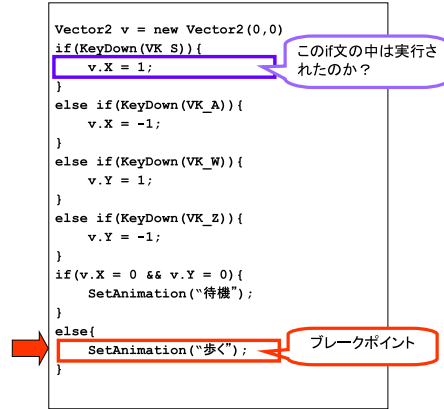 Vector2 v = new Vector2(0,0)
if(KeyDown(VK S)){
v.X = 1;
}
else if(KeyDown(VK_A)){
v.X = -1;
}
else if(KeyDown(VK_W)){
v.Y = 1;
}
else if(KeyDown(VK_Z)){
v.Y = -1;
}
if(v.X = 0 && v.Y = 0){
SetAnimation(“待機”);
}
else{
SetAnimation(“歩く”);
}
このif文の中は実行さ
れたのか？
ブレークポイント